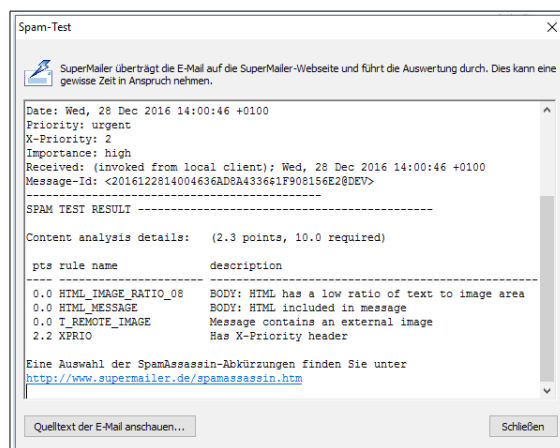 Spam-Test
SuperMailer überträgt die E-Mail auf die SuperMailer-Webseite und führt die Auswertung durch. Dies kann eine
gewisse Zeit in Anspruch nehmen.
Date: Wed, 28 Dec 2016 14:00:46 +0100
Priority: urgent
X-Priority: 2
Importance: high
Received: (invoked from local client); Wed, 28 Dec 2016 14:00:46 +0100
Message-Id: <2016122814004636AD8A4336$1F908156E2@DEV>
SPAM TEST RESULT
Content analysis details: (2.3 points, 10.0 required)
pts rule name description
0.0 HTML_IMAGE_RATIO_08 BODY: HTML has a low ratio of text to image area
0.0 HTML_MESSAGE BODY: HTML included in message
0.0 T_REMOTE_IMAGE Message contains an external image
2.2 XPRIO Has X-Priority header
Eine Auswahl der SpamAssassin-Abkürzungen finden Sie unter
http://www.supermailer.de/spamassassin.htm
Quelltext der E-Mail anschauen...
Schließen